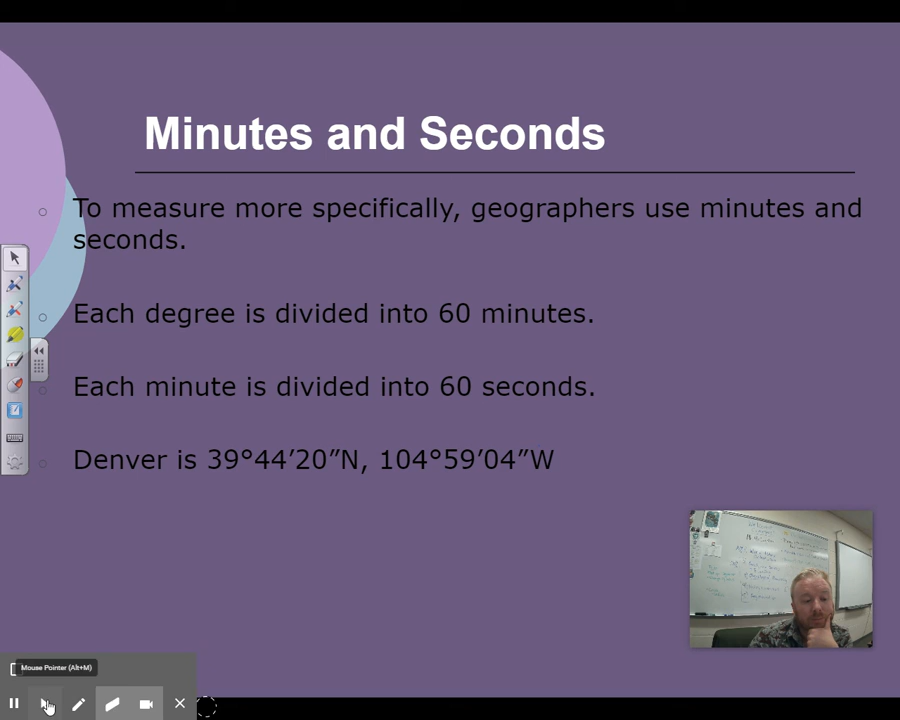 Minutes and Seconds
To measure more specifically, geographers use minutes and
seconds.
Each degree is divided into 60 minutes.
Each minute is divided into 60 seconds.
Denver is 39°44’20”N, 104°59’04”W
Mouse Pointer (Alt+M)